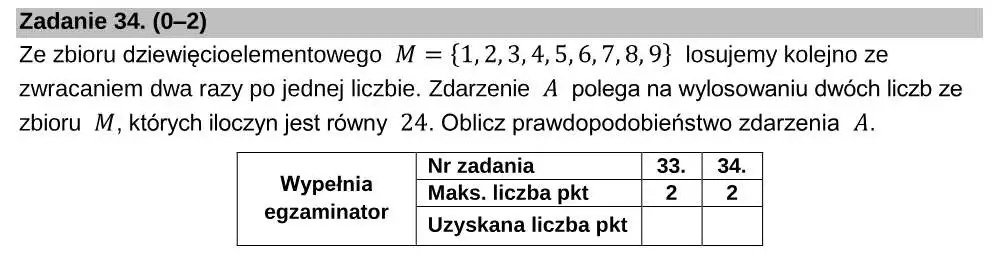 Zadanie 34. (0–2)
Ze zbioru dziewięcioelementowego M = {1, 2, 3, 4, 5, 6, 7, 8, 9} losujemy kolejno ze
zwracaniem dwa razy po jednej liczbie. Zdarzenie A polega na wylosowaniu dwóch liczb ze
zbioru M, których iloczyn jest równy 24. Oblicz prawdopodobieństwo zdarzenia A.
Wypełnia
egzaminator
Nr zadania 33. 34.
Maks. liczba pkt 2 2
Uzyskana liczba pkt